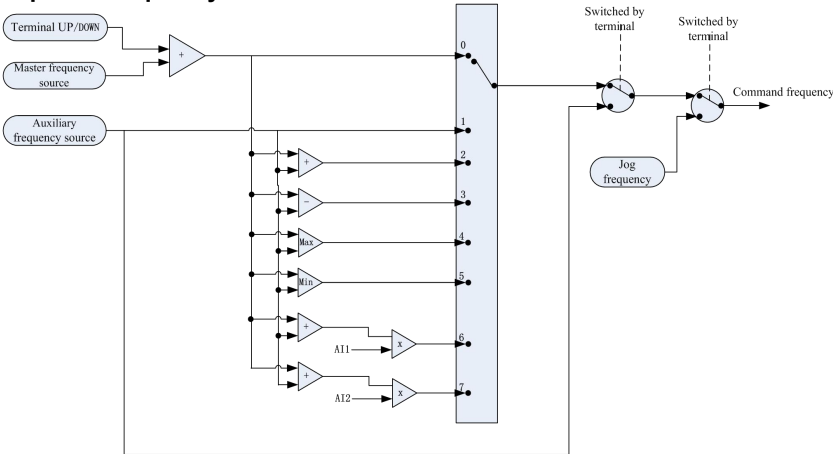 Terminal UP/DOWN
Master frequency
source
Auxiliary
frequency source
+
0
1
+
2
−
3
Max
4
Min
5
+
AI1
x
6
+
AI2
x
7
Switched by
terminal
Switched by
terminal
Command frequency
Jog
frequency